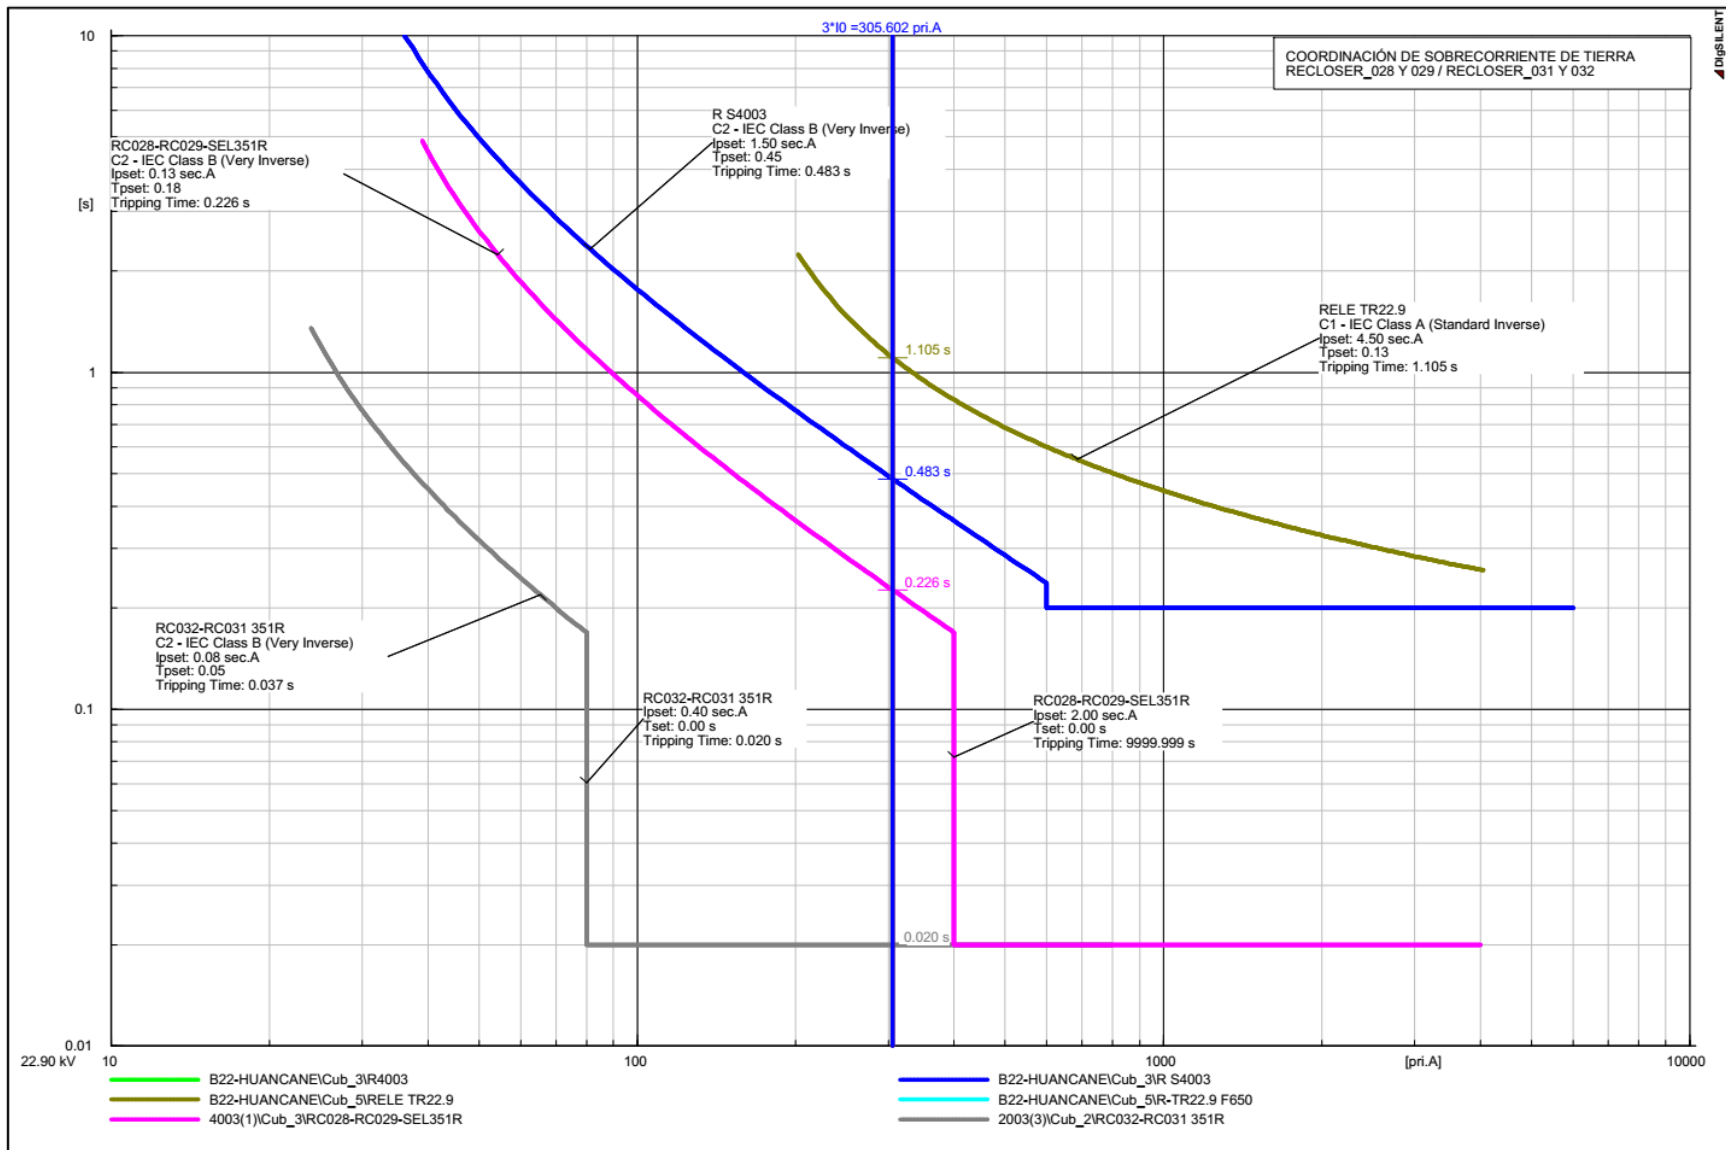 3*I0 =305.602 pri.A
DIgSILENT
COORDINACIÓN DE SOBRECORRIENTE DE TIERRA
RECLOSER_028 Y 029 / RECLOSER_031 Y 032
10
[s]
1
0.1
0.01
R S4003
C2 - IEC Class B (Very Inverse)
Ipset: 1.50 sec.A
Tpset: 0.45
Tripping Time: 0.483 s
RC028-RC029-SEL351R
C2 - IEC Class B (Very Inverse)
Ipset: 0.13 sec.A
Tpset: 0.18
Tripping Time: 0.226 s
RELE TR22.9
C1 - IEC Class A (Standard Inverse)
Ipset: 4.50 sec.A
Tpset: 0.13
Tripping Time: 1.105 s
1.105 s
0.483 s
0.226 s
0.020 s
RC032-RC031 351R
C2 - IEC Class B (Very Inverse)
Ipset: 0.08 sec.A
Tpset: 0.05
Tripping Time: 0.037 s
RC032-RC031 351R
Ipset: 0.40 sec.A
Tset: 0.00 s
Tripping Time: 0.020 s
RC028-RC029-SEL351R
Ipset: 2.00 sec.A
Tset: 0.00 s
Tripping Time: 9999.999 s
22.90 kV
10
100
1000
[pri.A]
10000
B22-HUANCANE\Cub_3\R4003
B22-HUANCANE\Cub_5\RELE TR22.9
4003(1)\Cub_3\RC028-RC029-SEL351R
B22-HUANCANE\Cub_3\R S4003
B22-HUANCANE\Cub_5\R-TR22.9 F650
2003(3)\Cub_2\RC032-RC031 351R